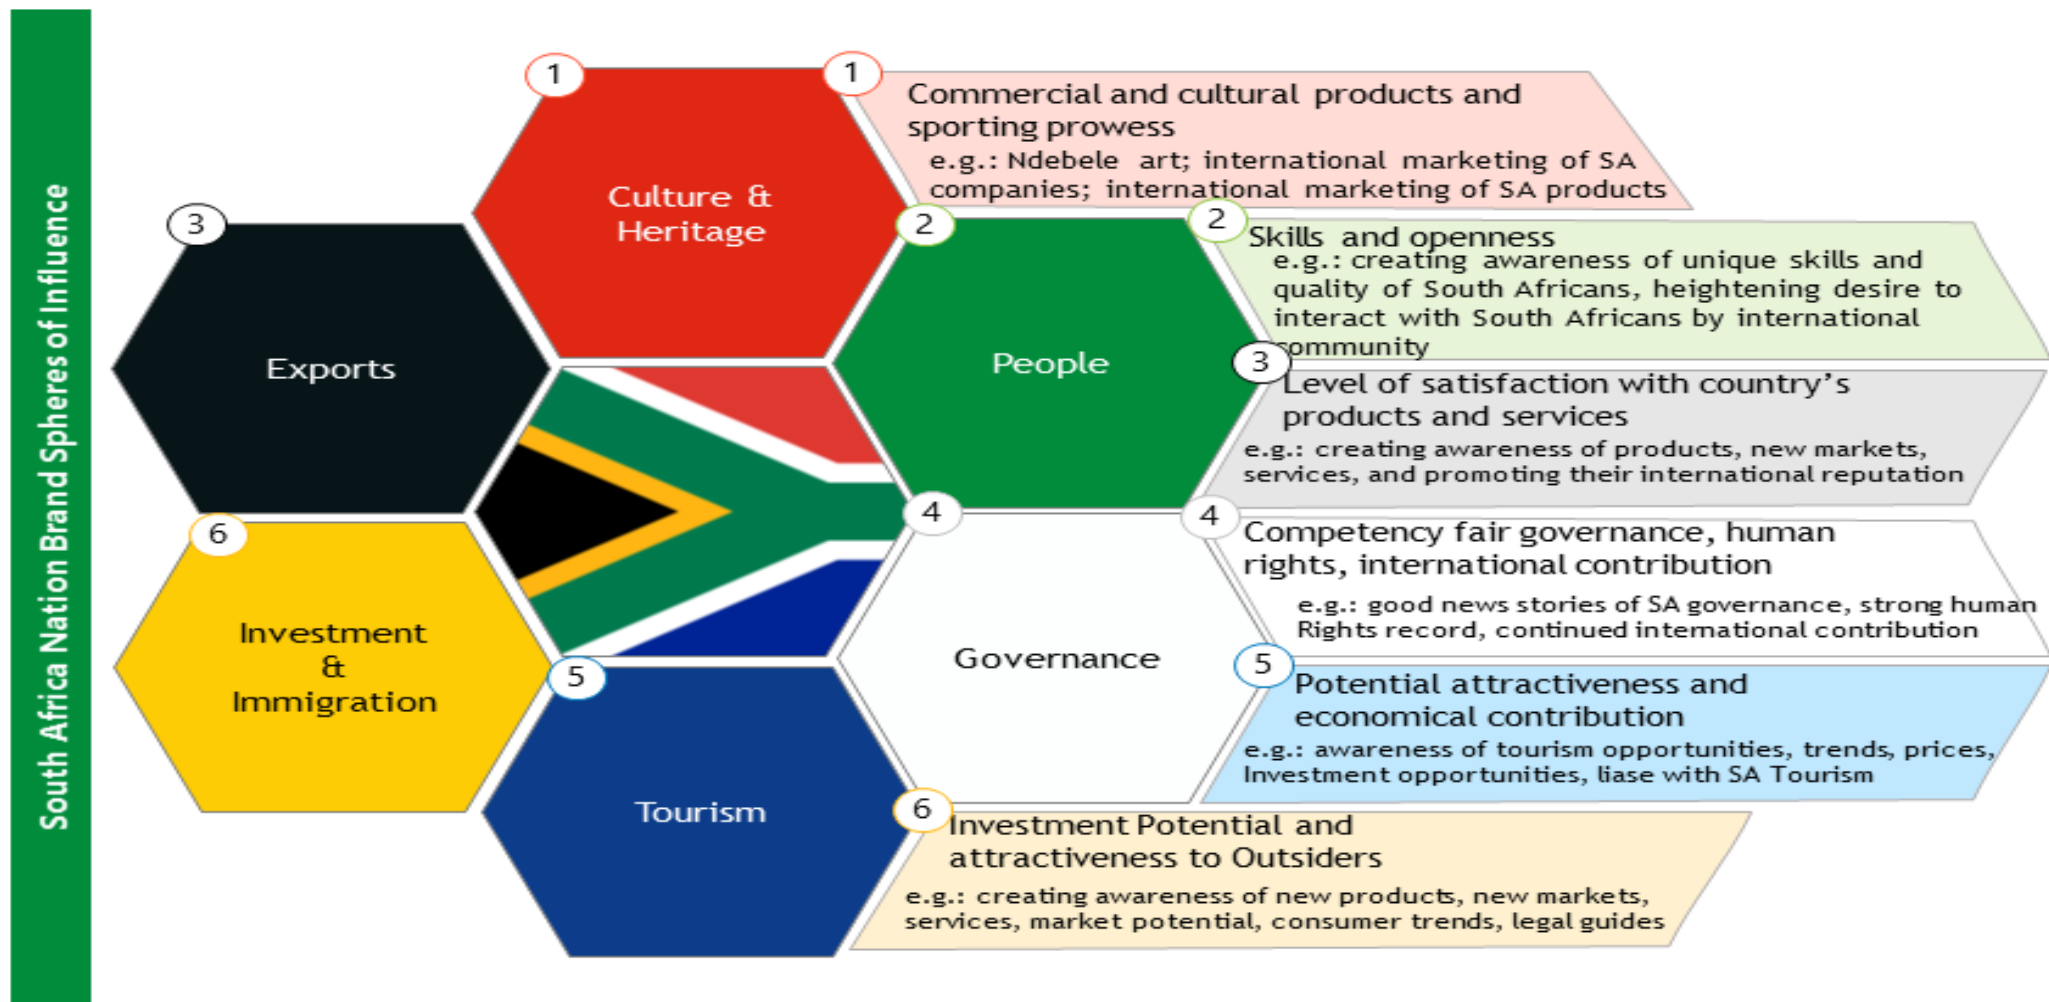 South Africa Nation Brand Spheres of Influence
1
Culture &
Heritage
1
Commercial and cultural products and
sporting prowess
e.g.: Ndebele art; international marketing of SA
companies; international marketing of SA products
2
People
2
Skills and openness
e.g.: creating awareness of unique skills and
quality of South Africans, heightening desire to
interact with South Africans by international
community
3
Exports
3
Level of satisfaction with country’s
products and services
e.g.: creating awareness of products, new markets,
services, and promoting their international reputation
4
Governance
4
Competency fair governance, human
rights, international contribution
e.g.: good news stories of SA governance, strong human
Rights record, continued international contribution
5
Tourism
5
Potential attractiveness and
economical contribution
e.g.: awareness of tourism opportunities, trends, prices,
Investment opportunities, liase with SA Tourism
6
Investment
&
Immigration
6
Investment Potential and
attractiveness to Outsiders
e.g.: creating awareness of new products, new markets,
services, market potential, consumer trends, legal guides